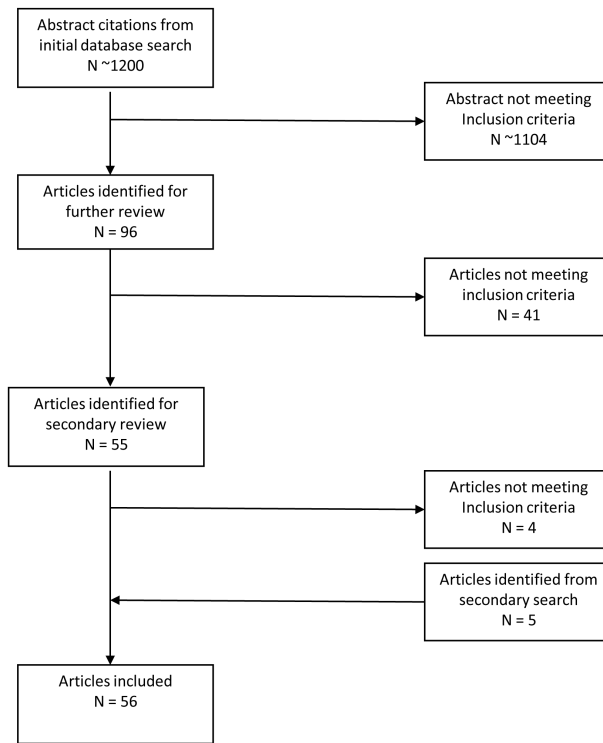 Abstract citations from
initial database search
N ~1200
Abstract not meeting
Inclusion criteria
N ~1104
Articles identified for
further review
N = 96
Articles not meeting
inclusion criteria
N = 41
Articles identified for
secondary review
N = 55
Articles not meeting
Inclusion criteria
N = 4
Articles identified from
secondary search
N = 5
Articles included
N = 56